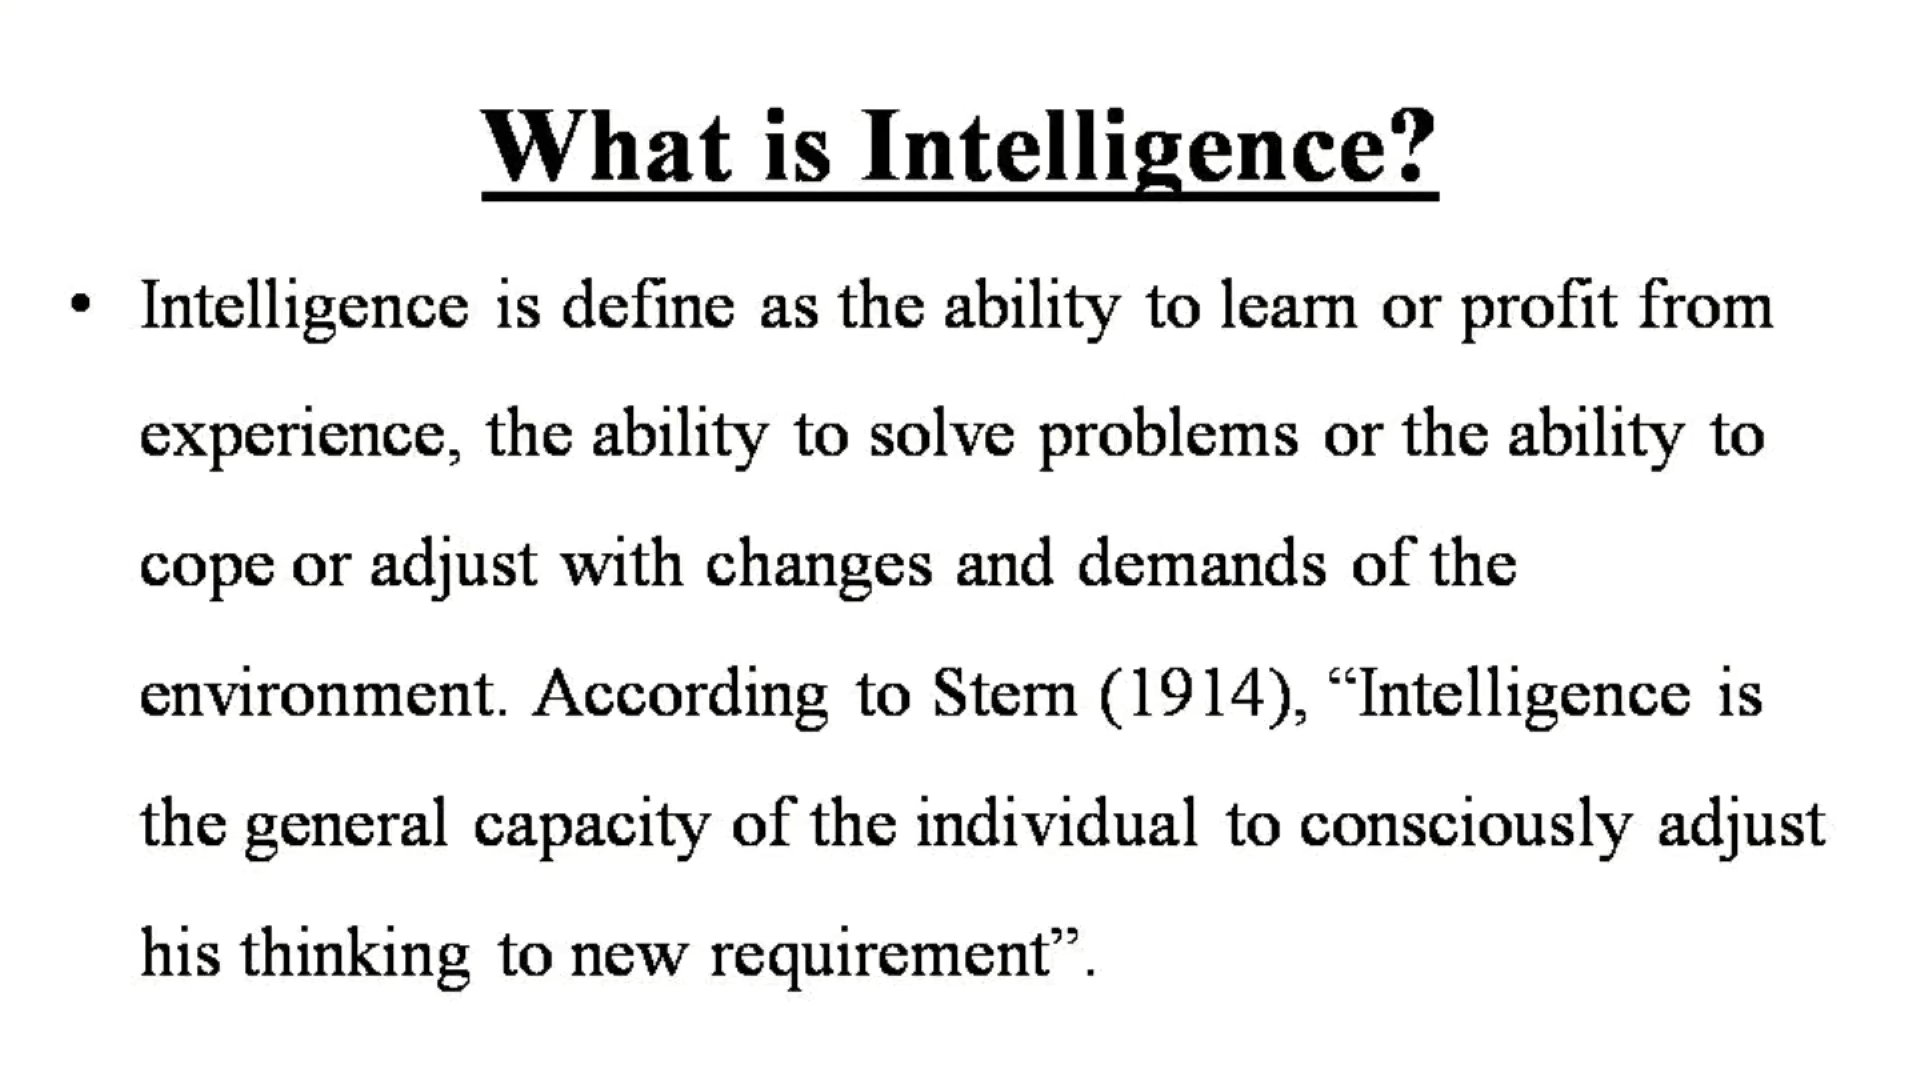 What is Intelligence?
• Intelligence is define as the ability to learn or profit from
experience, the ability to solve problems or the ability to
cope or adjust with changes and demands of the
environment. According to Stern (1914), “Intelligence is
the general capacity of the individual to consciously adjust
his thinking to new requirement”.